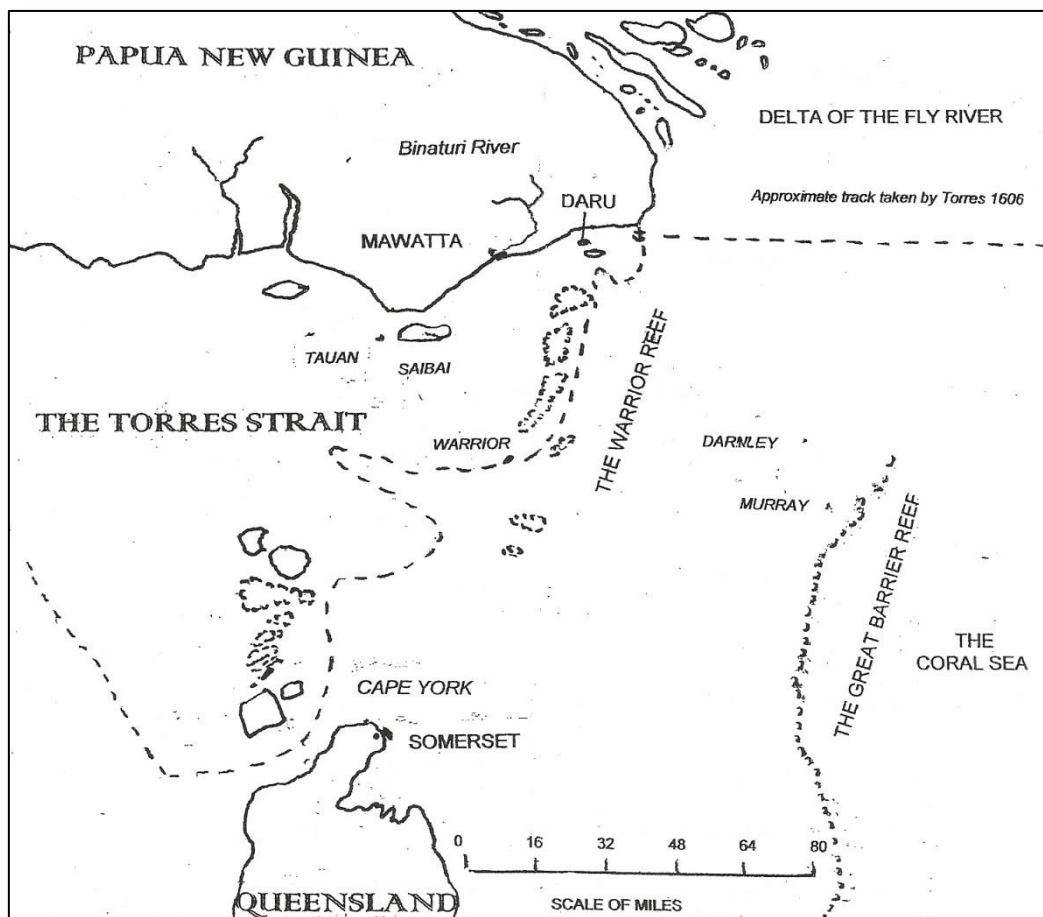 PAPUA NEW GUINEA
DELTA OF THE FLY RIVER
Binaturi River
Approximate track taken by Torres 1606
DARU
MAWATTA
TAUAN
SAIBAI
THE WARRIOR REEF
THE TORRES STRAIT
WARRIOR
DARNLEY
MURRAY
THE GREAT BARRIER REEF
THE
CORAL SEA
CAPE YORK
SOMERSET
0 16 32 48 64 80
QUEENSLAND
SCALE OF MILES